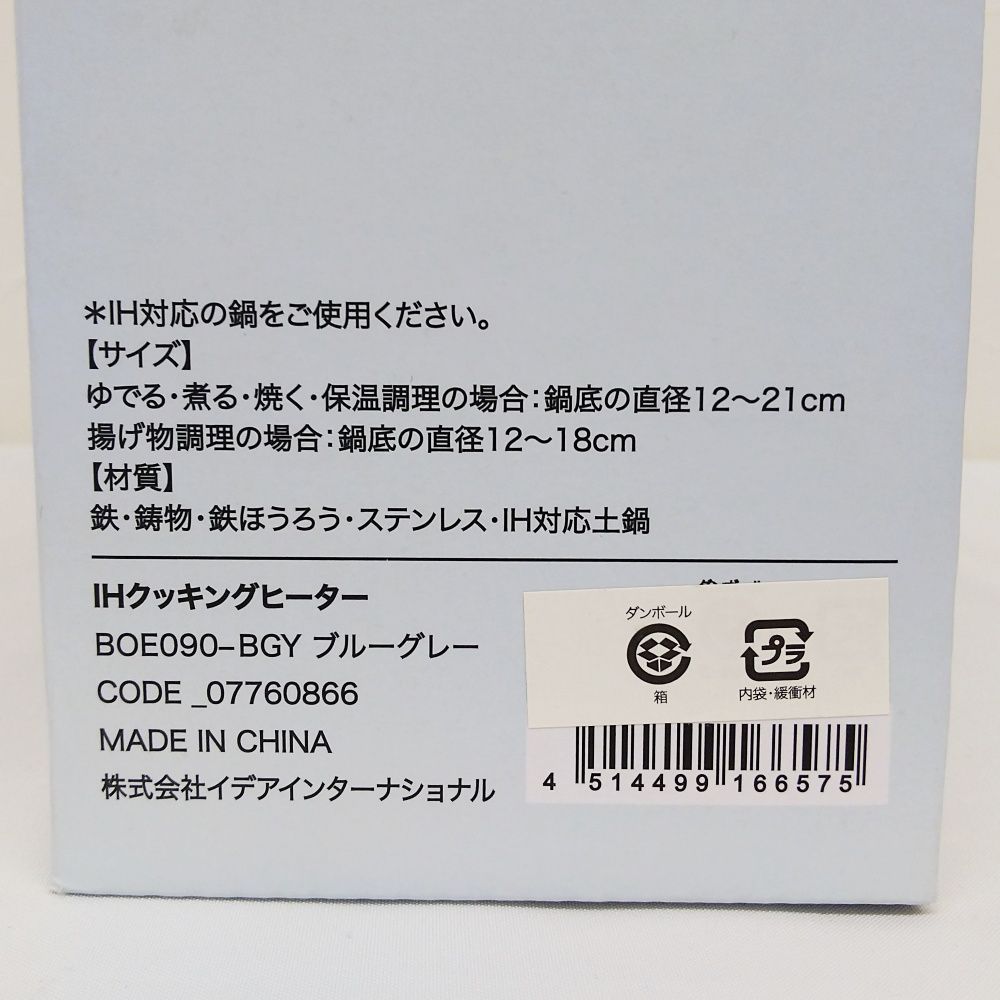 ＊IH対応の鍋をご使用ください。
【サイズ】
ゆでる・煮る・焼く・保温調理の場合：鍋底の直径12〜21cm
揚げ物調理の場合：鍋底の直径12〜18cm
【材質】
鉄・鋳物・鉄ほうろう・ステンレス・IH対応土鍋
IHクッキングヒーター
BOE090−BGY ブルーグレー
CODE _07760866
MADE IN CHINA
株式会社イデアインターナショナル
ダンボール
箱
プラ
内袋・緩衝材
4 514499 166575